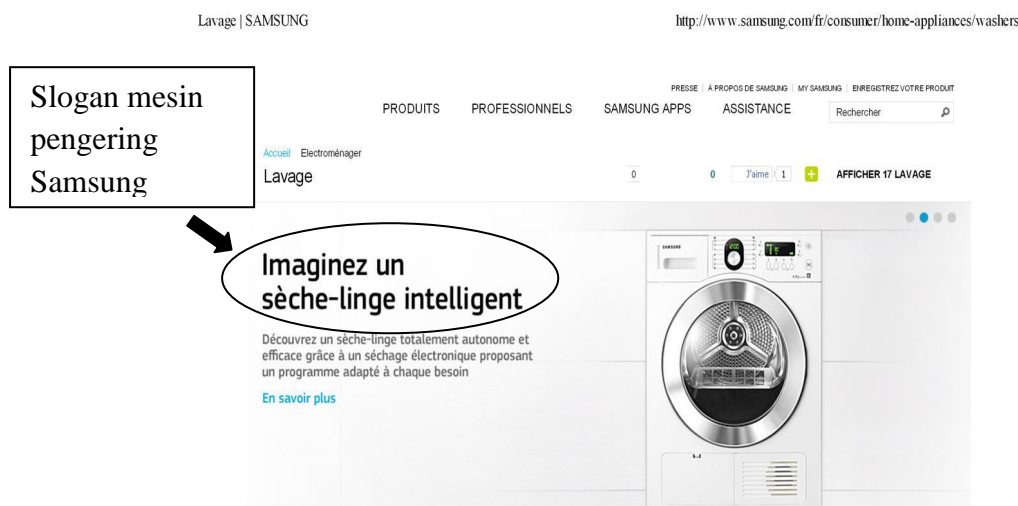 Lavage | SAMSUNG
http://www.samsung.com/fr/consumer/home-appliances/washers
Slogan mesin
pengering
Samsung
PRESSE | À PROPOS DE SAMSUNG | MY SAMSUNG | ENREGISTREZ VOTRE PRODUIT
PRODUITS PROFESSIONNELS SAMSUNG APPS ASSISTANCE Rechercher
Accueil Electroménager
Lavage
0 0 J'aime 1 + AFFICHER 17 LAVAGE
Imaginez un
sèche-linge intelligent
Découvrez un sèche-linge totalement autonome et
efficace grâce à un séchage électronique proposant
un programme adapté à chaque besoin
En savoir plus
SAMSUNG